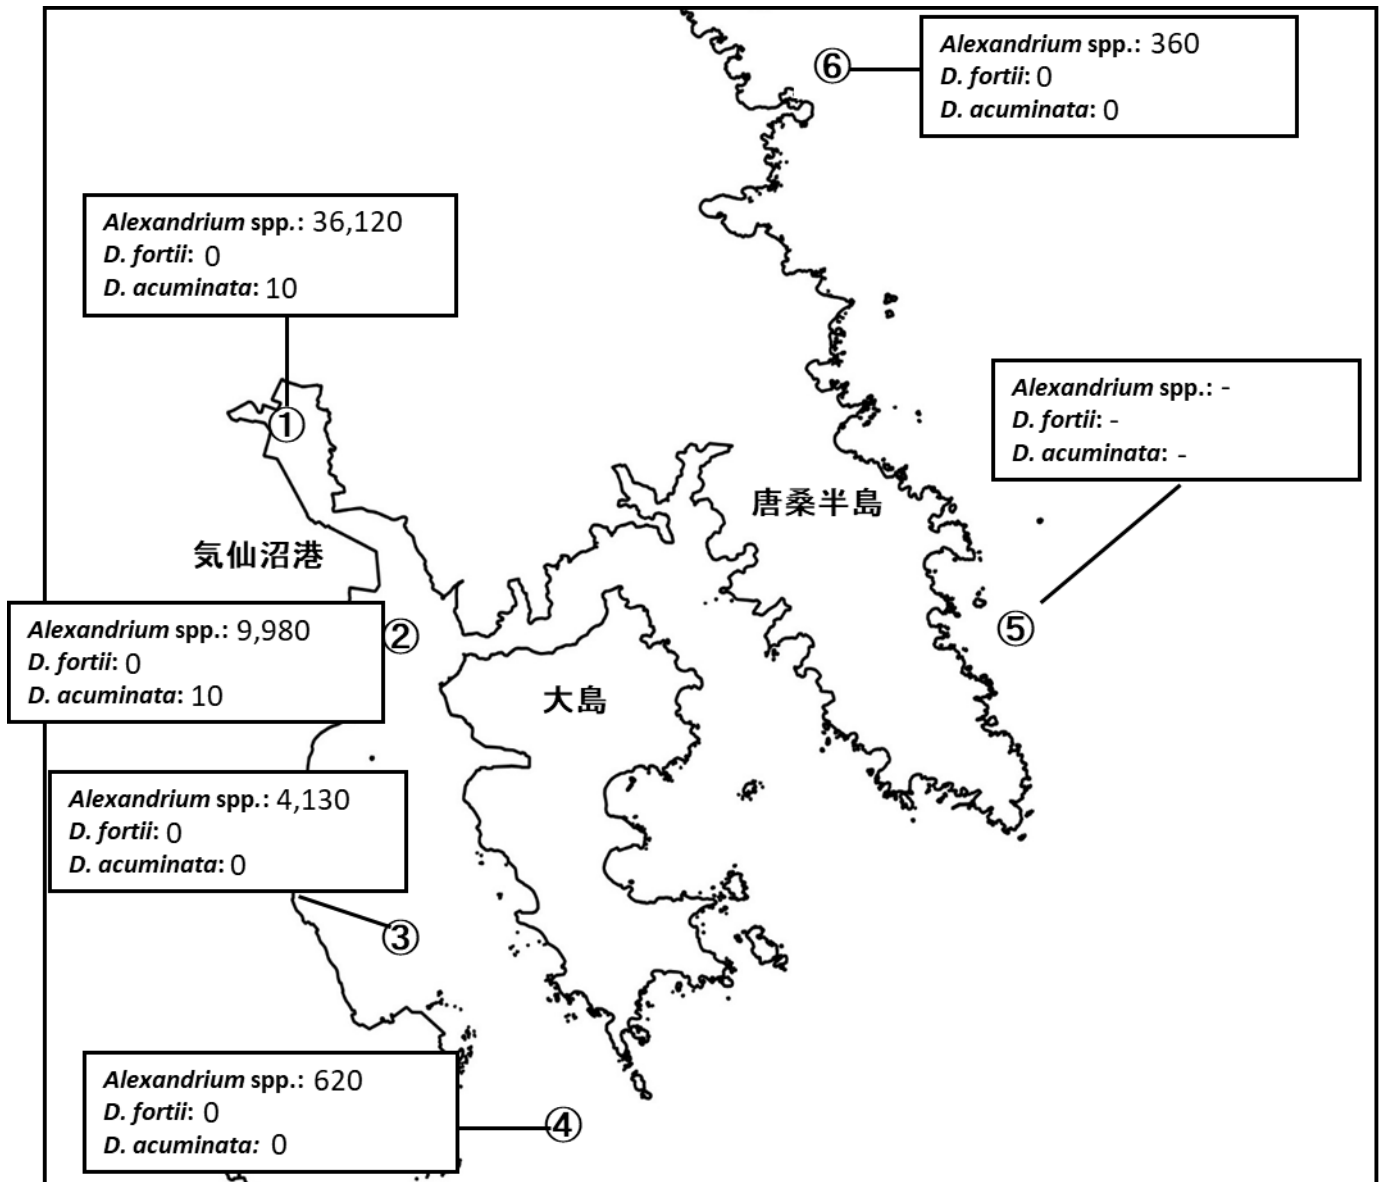 ⑥
Alexandrium spp.: 360
D. fortii: 0
D. acuminata: 0
Alexandrium spp.: 36,120
D. fortii: 0
D. acuminata: 10
①
Alexandrium spp.: -
D. fortii: -
D. acuminata: -
唐桑半島
気仙沼港
⑤
Alexandrium spp.: 9,980
D. fortii: 0
D. acuminata: 10
②
大島
Alexandrium spp.: 4,130
D. fortii: 0
D. acuminata: 0
③
Alexandrium spp.: 620
D. fortii: 0
D. acuminata: 0
④